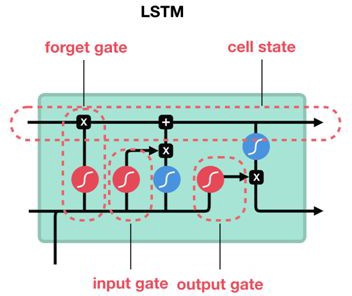 LSTM
forget gate
cell state
x
+
x
x
input gate
output gate